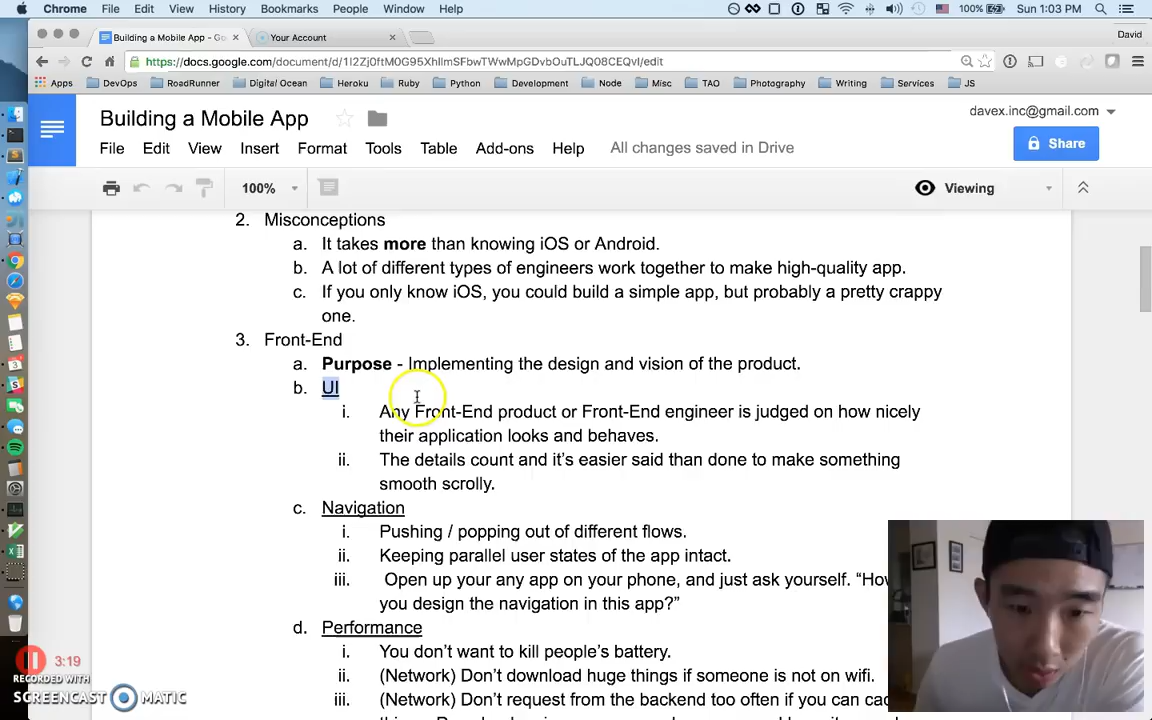 Chrome File Edit View History Bookmarks People Window Help 100% Sun 1:03 PM
Building a Mobile App - Go Your Account David
https://docs.google.com/document/d/
/edit
Apps DevOps RoadRunner Digital Ocean Heroku Ruby Python Development Node Misc TAO Photography Writing Services JS
Building a Mobile App davex.inc@gmail.com
File Edit View Insert Format Tools Table Add-ons Help All changes saved in Drive Share
100% Viewing
2. Misconceptions
a. It takes more than knowing iOS or Android.
b. A lot of different types of engineers work together to make high-quality app.
c. If you only know iOS, you could build a simple app, but probably a pretty crappy
one.
3. Front-End
a. Purpose - Implementing the design and vision of the product.
b. UI
i. Any Front-End product or Front-End engineer is judged on how nicely
their application looks and behaves.
ii. The details count and it's easier said than done to make something
smooth scrolly.
c. Navigation
i. Pushing / popping out of different flows.
ii. Keeping parallel user states of the app intact.
iii. Open up your any app on your phone, and just ask yourself. “How
you design the navigation in this app?”
d. Performance
i. You don't want to kill people's battery.
ii. (Network) Don't download huge things if someone is not on wifi.
iii. (Network) Don't request from the backend too often if you can cac
3:19
RECORDED WITH
SCREENCAST MATIC